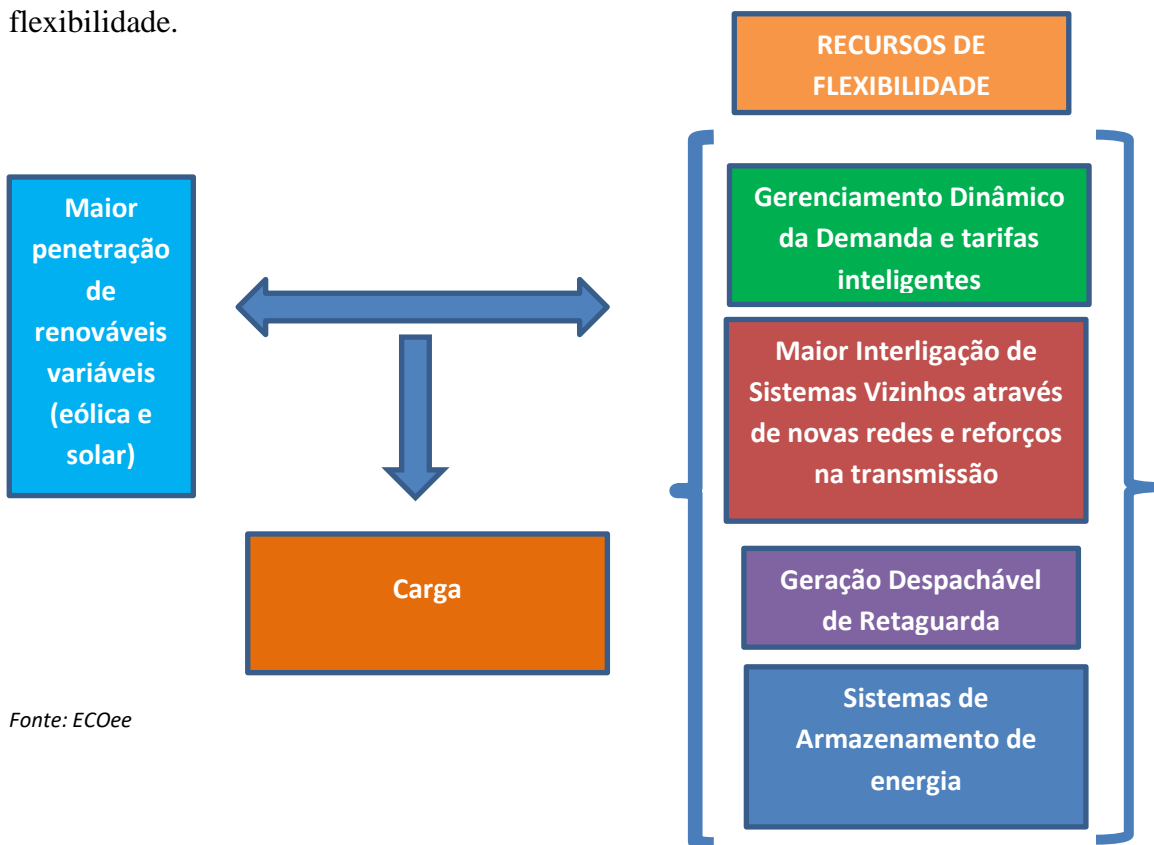 flexibilidade.
RECURSOS DE
FLEXIBILIDADE
Maior
penetração
de
renováveis
variáveis
(eólica e
solar)
Carga
Gerenciamento Dinâmico
da Demanda e tarifas
inteligentes
Maior Interligação de
Sistemas Vizinhos através
de novas redes e reforços
na transmissão
Geração Despachável
de Retaguarda
Sistemas de
Armazenamento de
energia
Fonte: ECOee